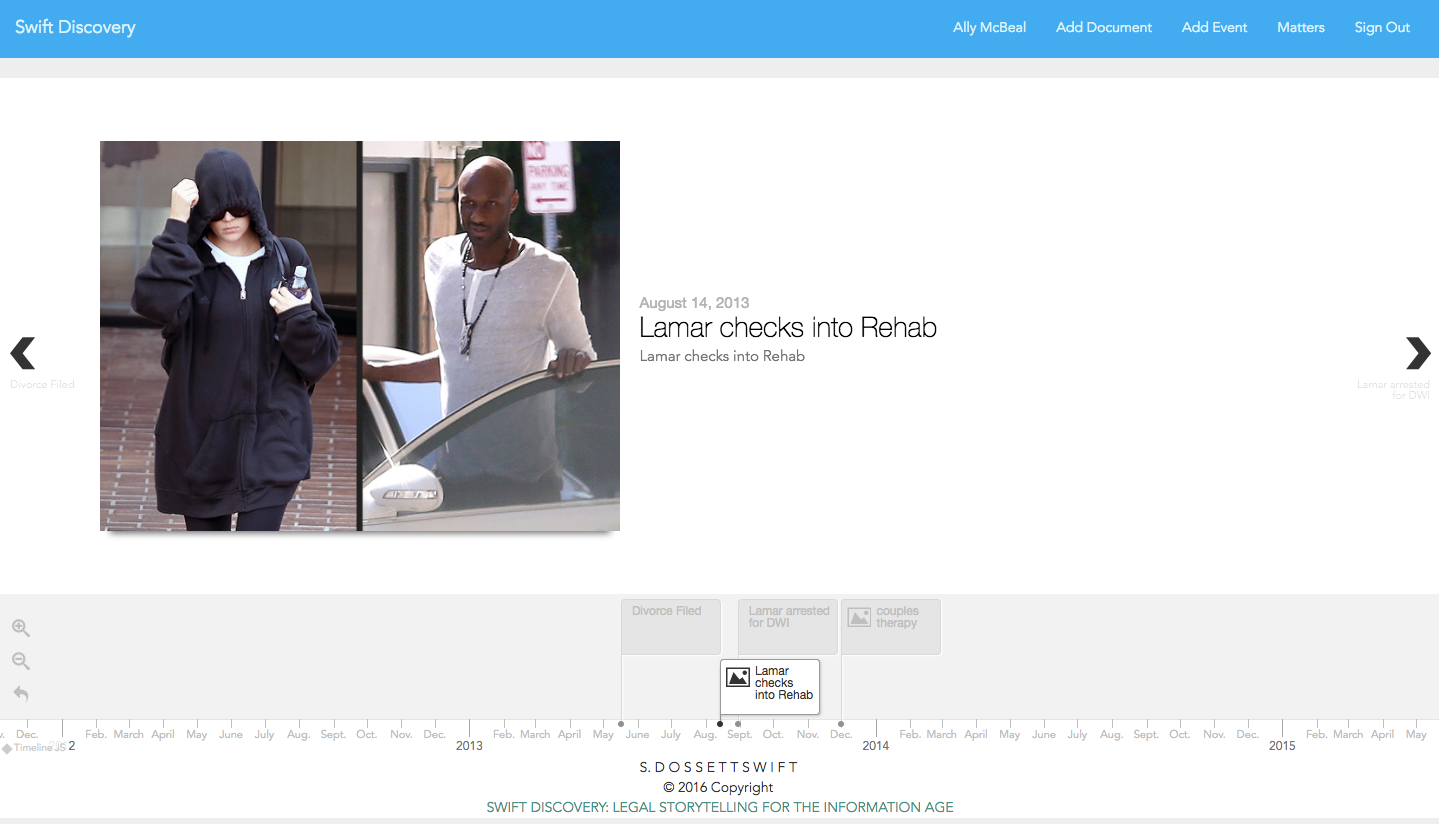 Swift Discovery
Ally McBeal
Add Document
Add Event
Matters
Sign Out
NO
PARKING
ANY TIME
August 14, 2013
Lamar checks into Rehab
Lamar checks into Rehab
Divorce Filed
Lamar arrested
for DWI
Divorce Filed
Lamar arrested
for DWI
couples
therapy
Lamar
checks
into Rehab
v. Dec. Feb. March April May June July Aug. Sept. Oct. Nov. Dec. Feb. March April May June July Aug. Sept. Oct. Nov. Dec. Feb. March April May June July Aug. Sept. Oct. Nov. Dec. Feb. March April May
2013 2014 2015
TimelineJS
S. D O S S E T T S W I F T
© 2016 Copyright
SWIFT DISCOVERY: LEGAL STORYTELLING FOR THE INFORMATION AGE